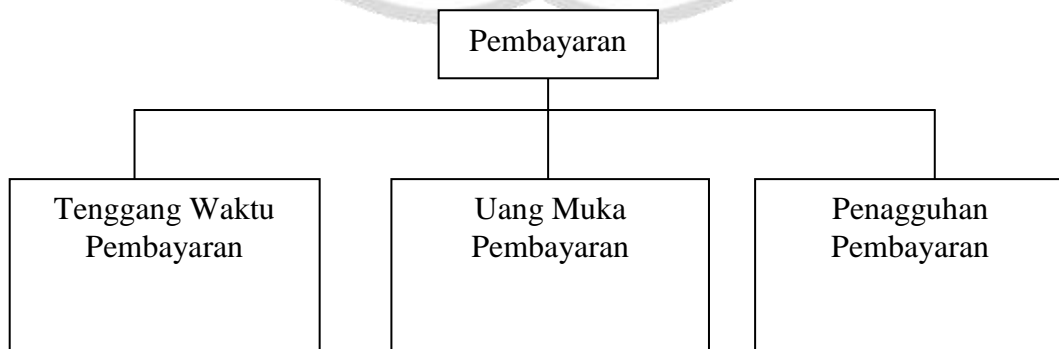 Pembayaran
Tenggang Waktu
Pembayaran
Uang Muka
Pembayaran
Penagguhan
Pembayaran